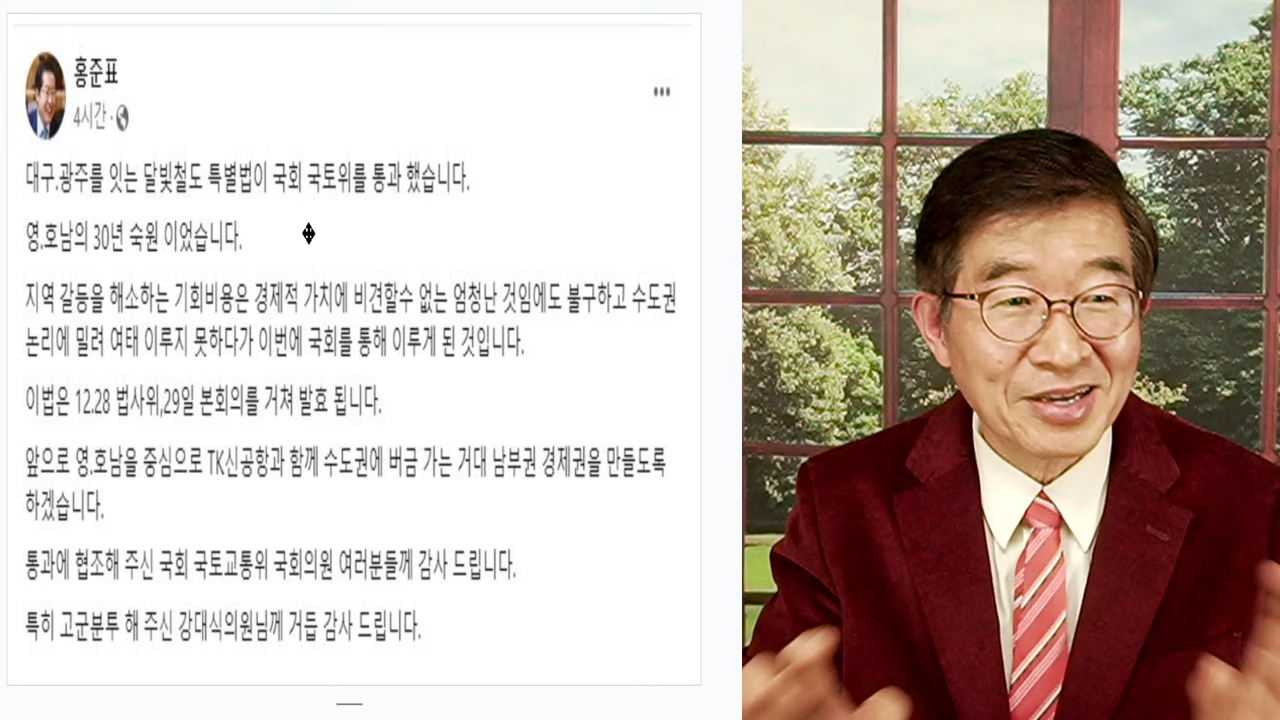 홍준표
4시간 ·
대구.광주를 잇는 달빛철도 특별법이 국회 국토위를 통과 했습니다.
영.호남의 30년 숙원 이었습니다.
지역 갈등을 해소하는 기회비용은 경제적 가치에 비견할수 없는 엄청난 것임에도 불구하고 수도권
논리에 밀려 여태 이루지 못하다가 이번에 국회를 통해 이루게 된 것입니다.
이법은 12.28 법사위,29일 본회의를 거쳐 발효 됩니다.
앞으로 영.호남을 중심으로 TK신공항과 함께 수도권에 버금 가는 거대 남부권 경제권을 만들도록
하겠습니다.
통과에 협조해 주신 국회 국토교통위 국회의원 여러분들께 감사 드립니다.
특히 고군분투 해 주신 강대식의원님께 거듭 감사 드립니다.